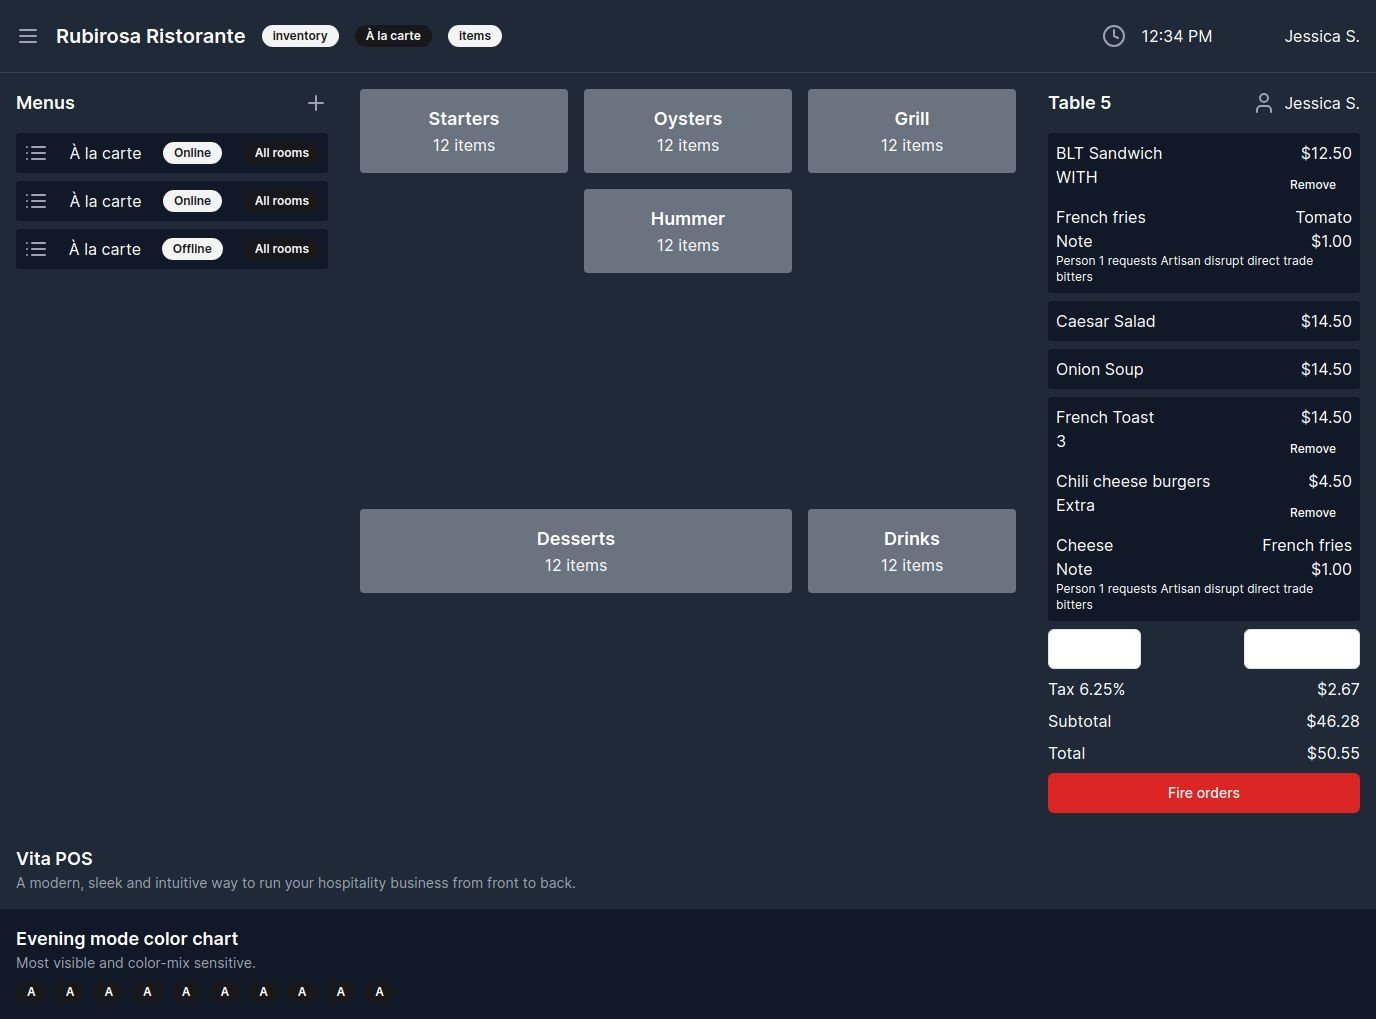 Rubirosa Ristorante inventory À la carte items 12:34 PM Jessica S.
Menus
À la carte Online All rooms
À la carte Online All rooms
À la carte Offline All rooms
Starters
12 items
Oysters
12 items
Grill
12 items
Hummer
12 items
Desserts
12 items
Drinks
12 items
Table 5 Jessica S.
BLT Sandwich $12.50
WITH Remove
French fries Tomato
Note $1.00
Person 1 requests Artisan disrupt direct trade
bitters
Caesar Salad $14.50
Onion Soup $14.50
French Toast $14.50
3 Remove
Chili cheese burgers $4.50
Extra Remove
Cheese French fries
Note $1.00
Person 1 requests Artisan disrupt direct trade
bitters
Tax 6.25% $2.67
Subtotal $46.28
Total $50.55
Fire orders
Vita POS
A modern, sleek and intuitive way to run your hospitality business from front to back.
Evening mode color chart
Most visible and color-mix sensitive.
A A A A A A A A A A